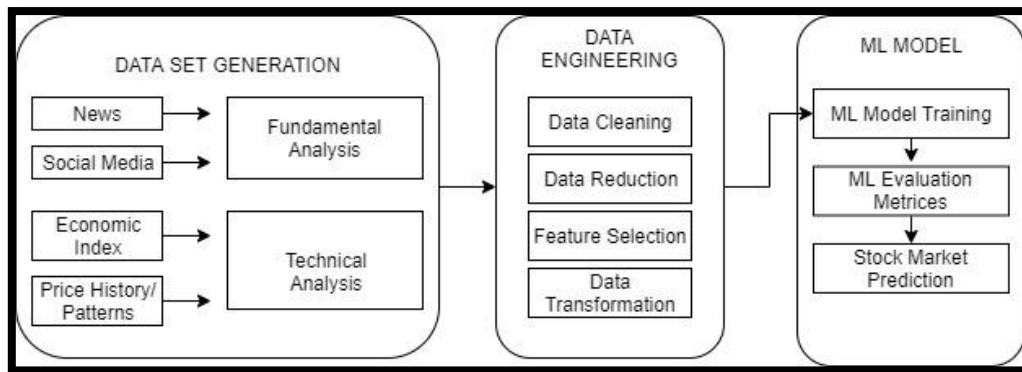 DATA SET GENERATION
News
Social Media
Fundamental
Analysis
Economic
Index
Price History/
Patterns
Technical
Analysis
DATA
ENGINEERING
Data Cleaning
Data Reduction
Feature Selection
Data
Transformation
ML MODEL
ML Model Training
ML Evaluation
Metrices
Stock Market
Prediction